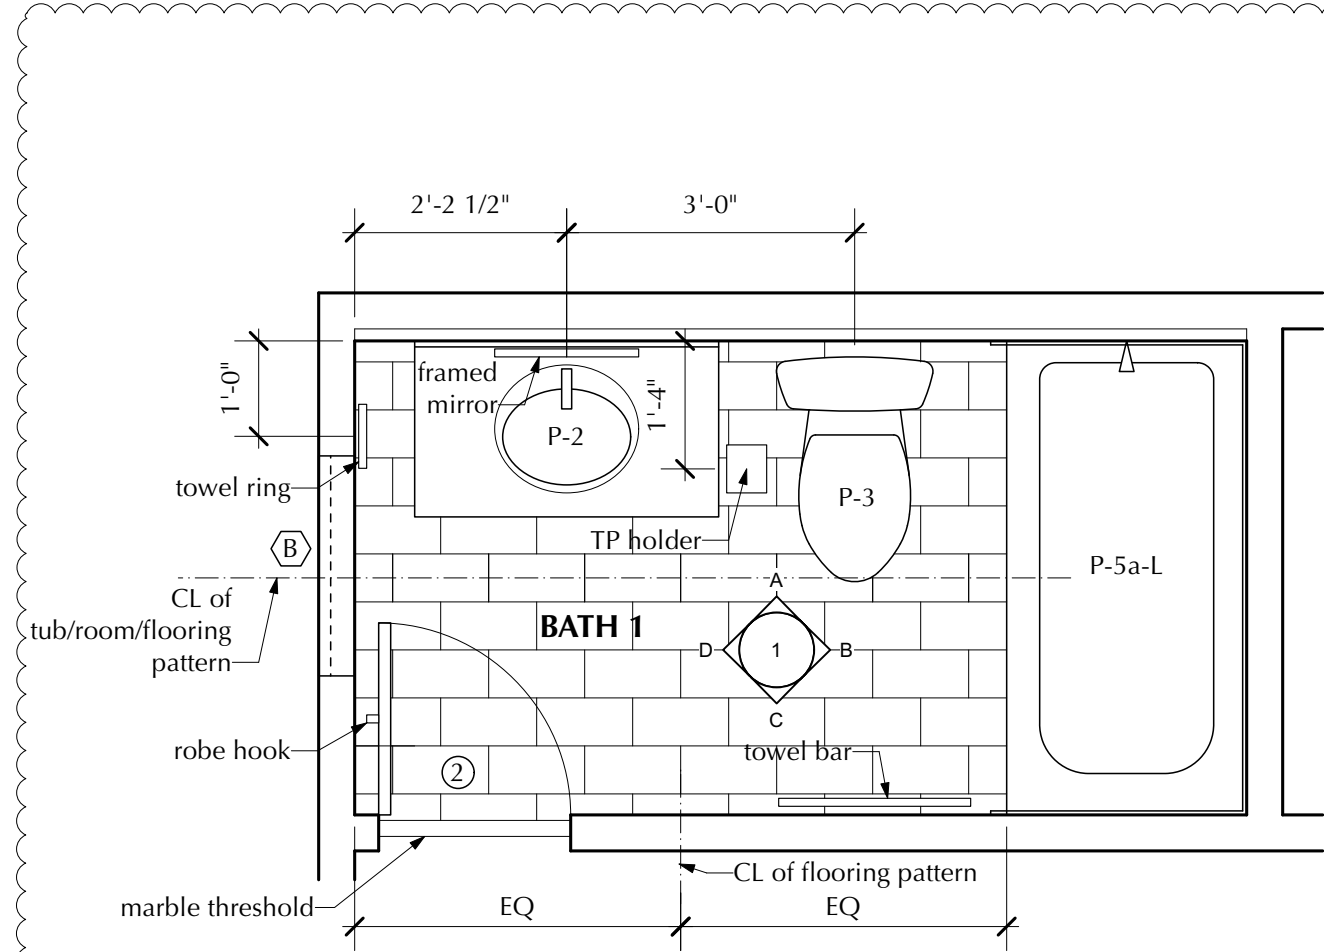 2'-2 1/2"
3'-0"
1'-0"
framed
mirror
1'-4"
P-2
towel ring
P-3
TP holder
B
P-5a-L
A
CL of
tub/room/flooring
pattern
BATH 1
D
1
B
C
robe hook
towel bar
2
CL of flooring pattern
marble threshold
EQ
EQ